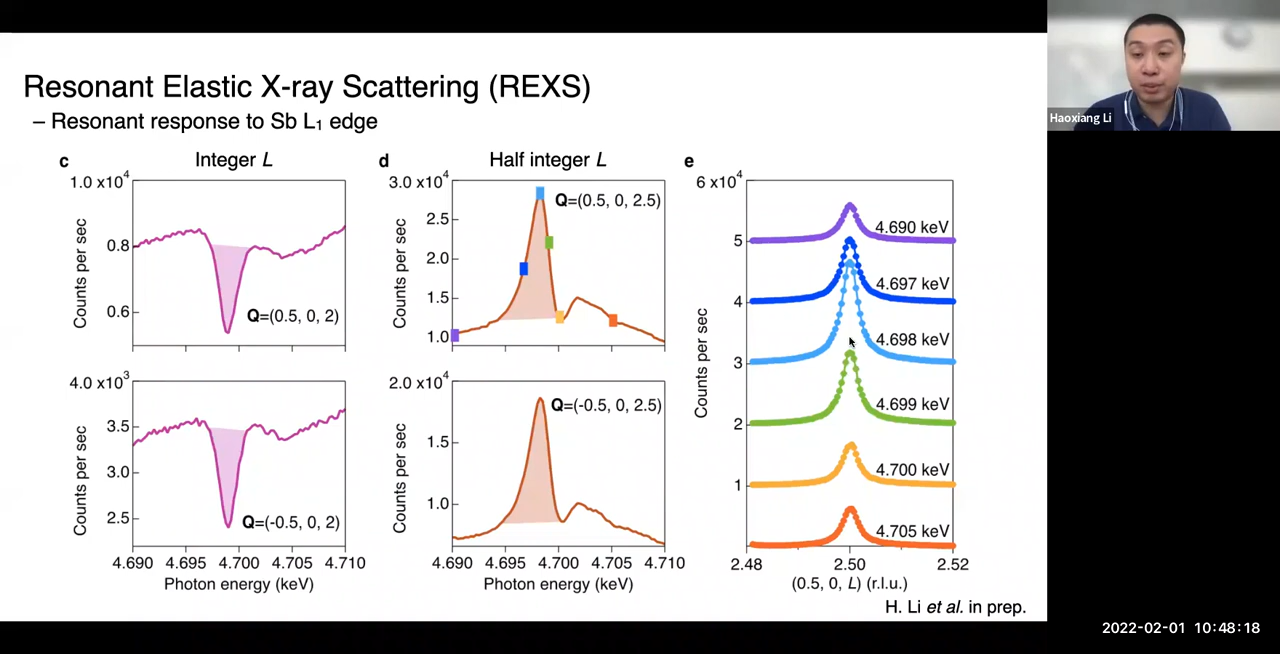 Resonant Elastic X-ray Scattering (REXS)
– Resonant response to Sb L₁ edge
Haoxiang Li
c
Integer L
1.0 x10⁴
0.8
0.6
Counts per sec
Q=(0.5, 0, 2)
4.0 x10³
3.5
3.0
2.5
Counts per sec
Q=(-0.5, 0, 2)
4.690 4.695 4.700 4.705 4.710
Photon energy (keV)
d
Half integer L
3.0 x10⁴
2.5
2.0
1.5
1.0
Counts per sec
Q=(0.5, 0, 2.5)
2.0 x10⁴
1.5
1.0
Counts per sec
Q=(-0.5, 0, 2.5)
4.690 4.695 4.700 4.705 4.710
Photon energy (keV)
e
6 x10⁴
5
4
3
2
1
Counts per sec
4.690 keV
4.697 keV
4.698 keV
4.699 keV
4.700 keV
4.705 keV
2.48 2.50 2.52
(0.5, 0, L) (r.l.u.)
H. Li et al. in prep.
2022-02-01 10:48:18